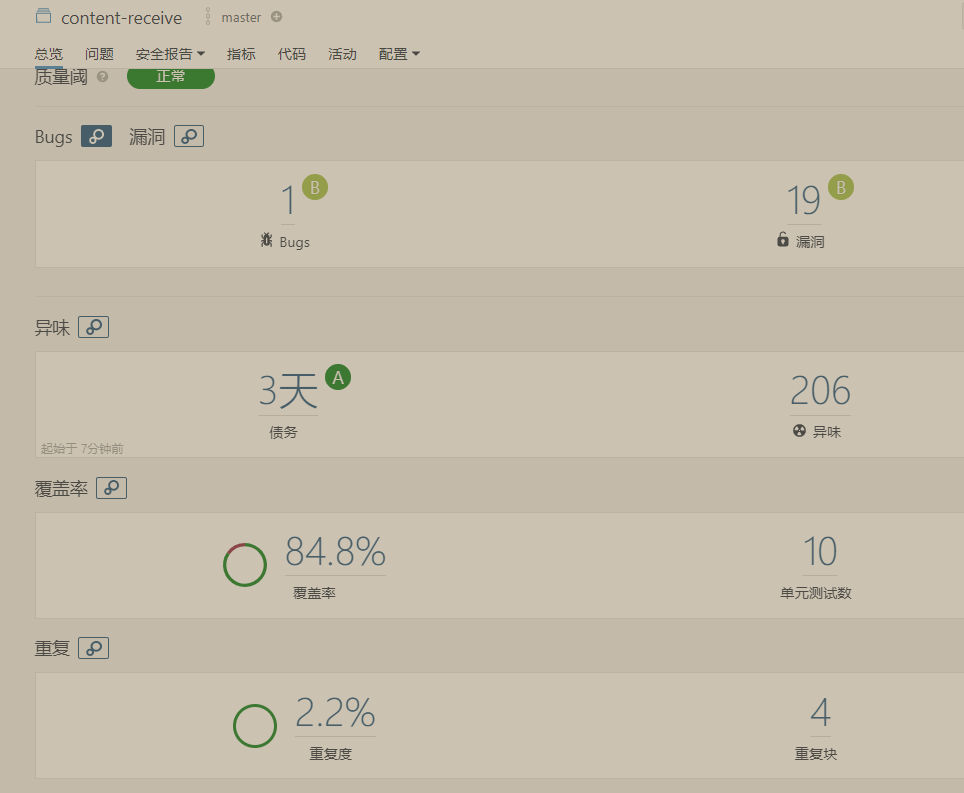 content-receive master
总览 问题 安全报告 指标 代码 活动 配置
质量阈 ? 正常
Bugs 漏洞
1 B 19 B
Bugs 漏洞
异味
3天 A 206
债务 异味
起始于 7分钟前
覆盖率
84.8% 10
覆盖率 单元测试数
重复
2.2% 4
重复度 重复块